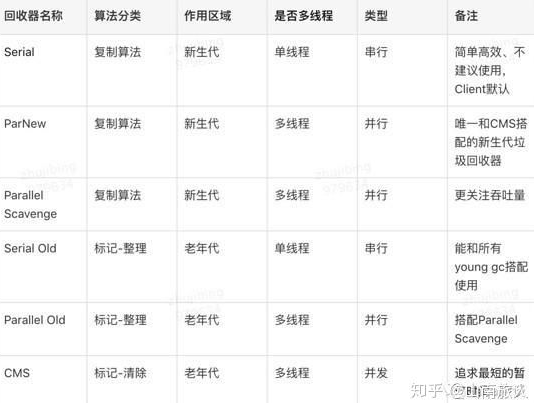 回收器名称 算法分类 作用区域 是否多线程 类型 备注
Serial 复制算法 新生代 单线程 串行 简单高效、不
建议使用，
Client默认
ParNew 复制算法 新生代 多线程 并行 唯一和CMS搭
配的新生代垃
圾回收器
Parallel 复制算法 新生代 多线程 并行 更关注吞吐量
Scavenge
Serial Old 标记-整理 老年代 单线程 串行 能和所有
young gc搭配
使用
Parallel Old 标记-整理 老年代 多线程 并行 搭配Parallel
Scavenge
CMS 标记-清除 老年代 多线程 并发 追求最短的暂
知乎